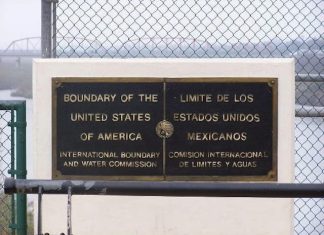 BOUNDARY OF THE
UNITED STATES
OF AMERICA
INTERNATIONAL BOUNDARY
AND WATER COMMISSION
LIMITE DE LOS
ESTADOS UNIDOS
MEXICANOS
COMISION INTERNACIONAL
DE LIMITES Y AGUAS